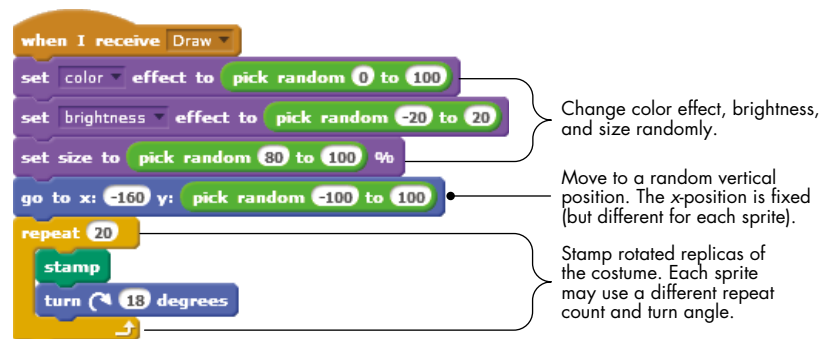 when I receive Draw
set color effect to pick random 0 to 100
set brightness effect to pick random -20 to 20
set size to pick random 80 to 100 %
Change color effect, brightness,
and size randomly.
go to x: -160 y: pick random -100 to 100
Move to a random vertical
position. The x-position is fixed
(but different for each sprite).
repeat 20
stamp
turn 18 degrees
Stamp rotated replicas of
the costume. Each sprite
may use a different repeat
count and turn angle.